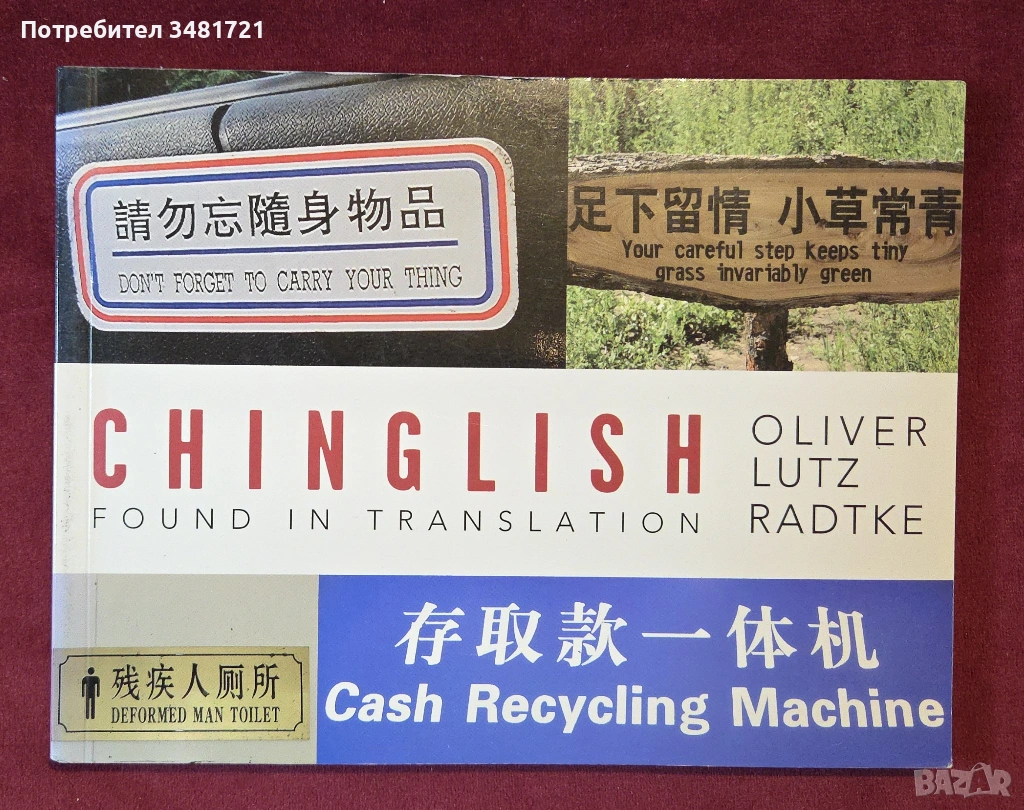 Потребител 3481721
請勿忘隨身物品
DON'T FORGET TO CARRY YOUR THING
足下留情 小草常青
Your careful step keeps tiny
grass invariably green
CHINGLISH
FOUND IN TRANSLATION
OLIVER
LUTZ
RADTKE
残疾人厕所
DEFORMED MAN TOILET
存取款一体机
Cash Recycling Machine
BAZAR